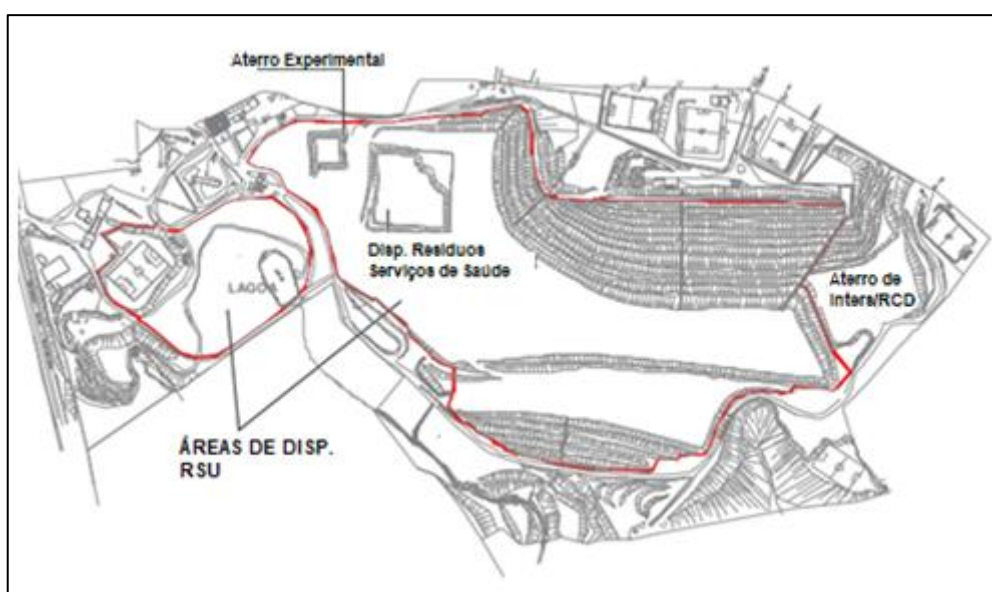 Aterro Experimental
Disp. Resíduos
Serviços de Saúde
LAGOA
Aterro de
Inters/RCD
ÁREAS DE DISP.
RSU